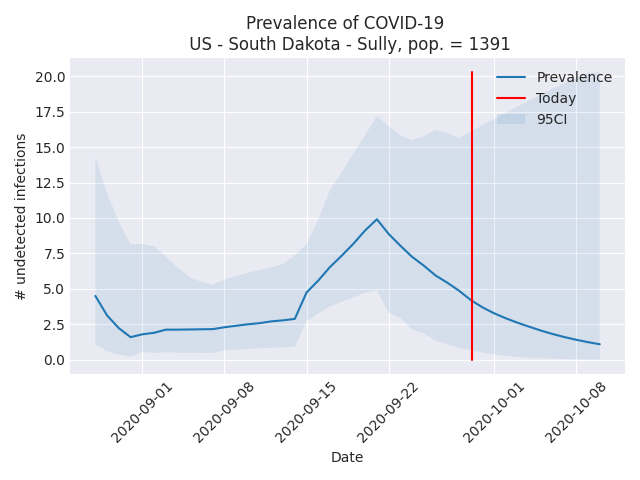 Prevalence of COVID-19
US - South Dakota - Sully, pop. = 1391
20.0
17.5
15.0
12.5
10.0
7.5
5.0
2.5
0.0
# undetected infections
Prevalence
Today
95CI
2020-09-01
2020-09-08
2020-09-15
2020-09-22
2020-10-01
2020-10-08
Date